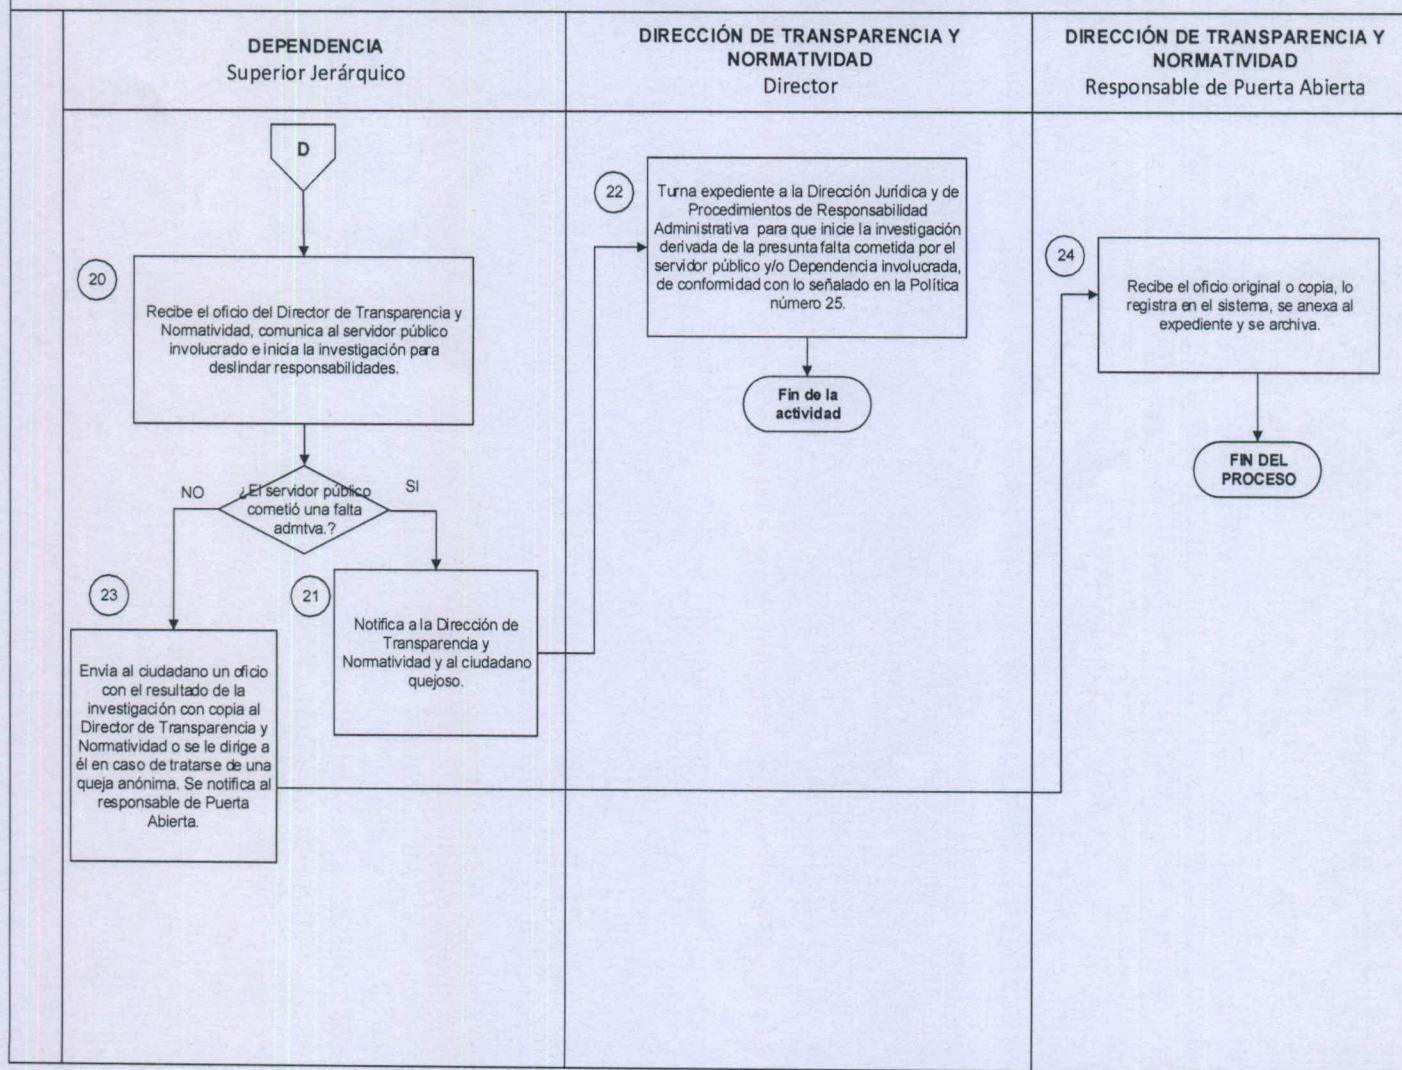 DEPENDENCIA
Superior Jerárquico
DIRECCIÓN DE TRANSPARENCIA Y
NORMATIVIDAD
Director
DIRECCIÓN DE TRANSPARENCIA Y
NORMATIVIDAD
Responsable de Puerta Abierta
D
20
Recibe el oficio del Director de Transparencia y
Normatividad, comunica al servidor público
involucrado e inicia la investigación para
deslindar responsabilidades.
¿El servidor público
cometió una falta
admtva.?
NO
SI
23
Envía al ciudadano un oficio
con el resultado de la
investigación con copia al
Director de Transparencia y
Normatividad o se le dirige a
él en caso de tratarse de una
queja anónima. Se notifica al
responsable de Puerta
Abierta.
21
Notifica a la Dirección de
Transparencia y
Normatividad y al ciudadano
quejoso.
22
Turna expediente a la Dirección Jurídica y de
Procedimientos de Responsabilidad
Administrativa para que inicie la investigación
derivada de la presunta falta cometida por el
servidor público y/o Dependencia involucrada,
de conformidad con lo señalado en la Política
número 25.
Fin de la
actividad
24
Recibe el oficio original o copia, lo
registra en el sistema, se anexa al
expediente y se archiva.
FIN DEL
PROCESO